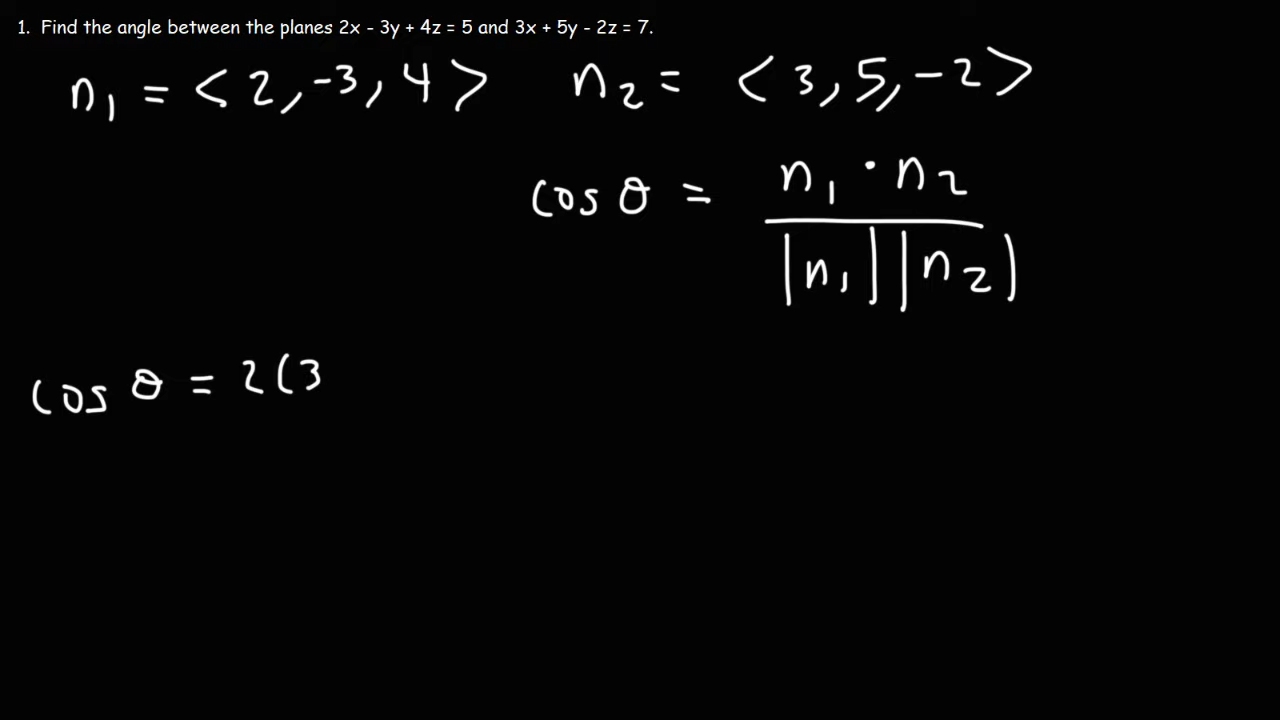 1. Find the angle between the planes 2x - 3y + 4z = 5 and 3x + 5y - 2z = 7.
n₁ = <2, -3, 4> n₂ = <3, 5, -2>
cos θ = n₁ · n₂
|n₁| |n₂|
cos θ = 2(3